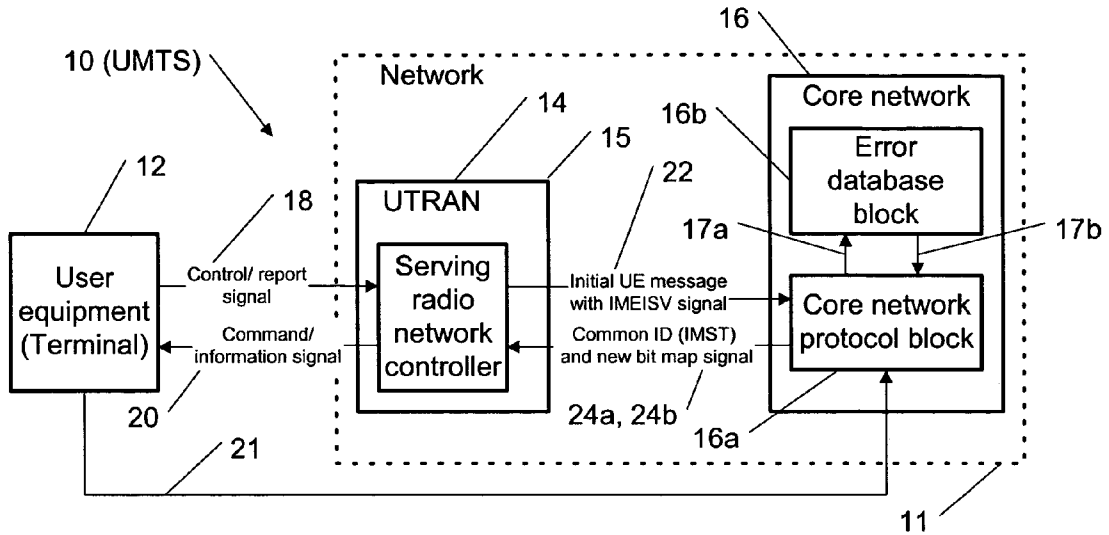 16
10 (UMTS)
Network
Core network
14
16b
15
Error
database
block
12
22
18
UTRAN
17a
17b
User
equipment
(Terminal)
Control/ report
signal
Serving
radio
network
controller
Initial UE message
with IMEISV signal
Core network
protocol block
Command/
information signal
Common ID (IMST)
and new bit map signal
20
24a, 24b
16a
21
11